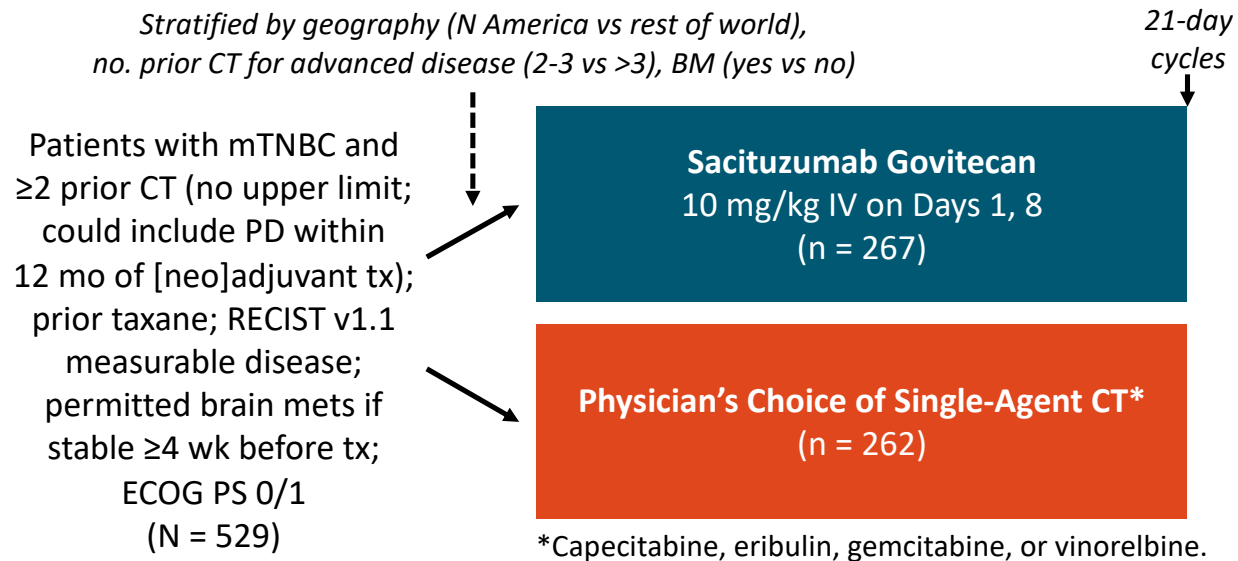 Stratified by geography (N America vs rest of world),
no. prior CT for advanced disease (2-3 vs >3), BM (yes vs no)
21-day
cycles
Patients with mTNBC and
≥2 prior CT (no upper limit;
could include PD within
12 mo of [neo]adjuvant tx);
prior taxane; RECIST v1.1
measurable disease;
permitted brain mets if
stable ≥4 wk before tx;
ECOG PS 0/1
(N = 529)
Sacituzumab Govitecan
10 mg/kg IV on Days 1, 8
(n = 267)
Physician’s Choice of Single-Agent CT*
(n = 262)
*Capecitabine, eribulin, gemcitabine, or vinorelbine.